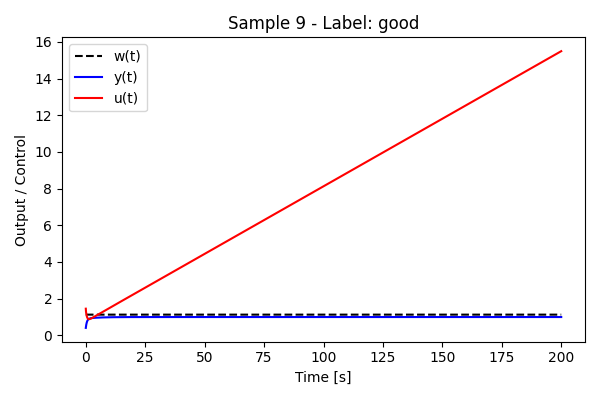 Sample 9 - Label: good
16
14
12
10
8
6
4
2
0
Output / Control
w(t)
y(t)
u(t)
0 25 50 75 100 125 150 175 200
Time [s]